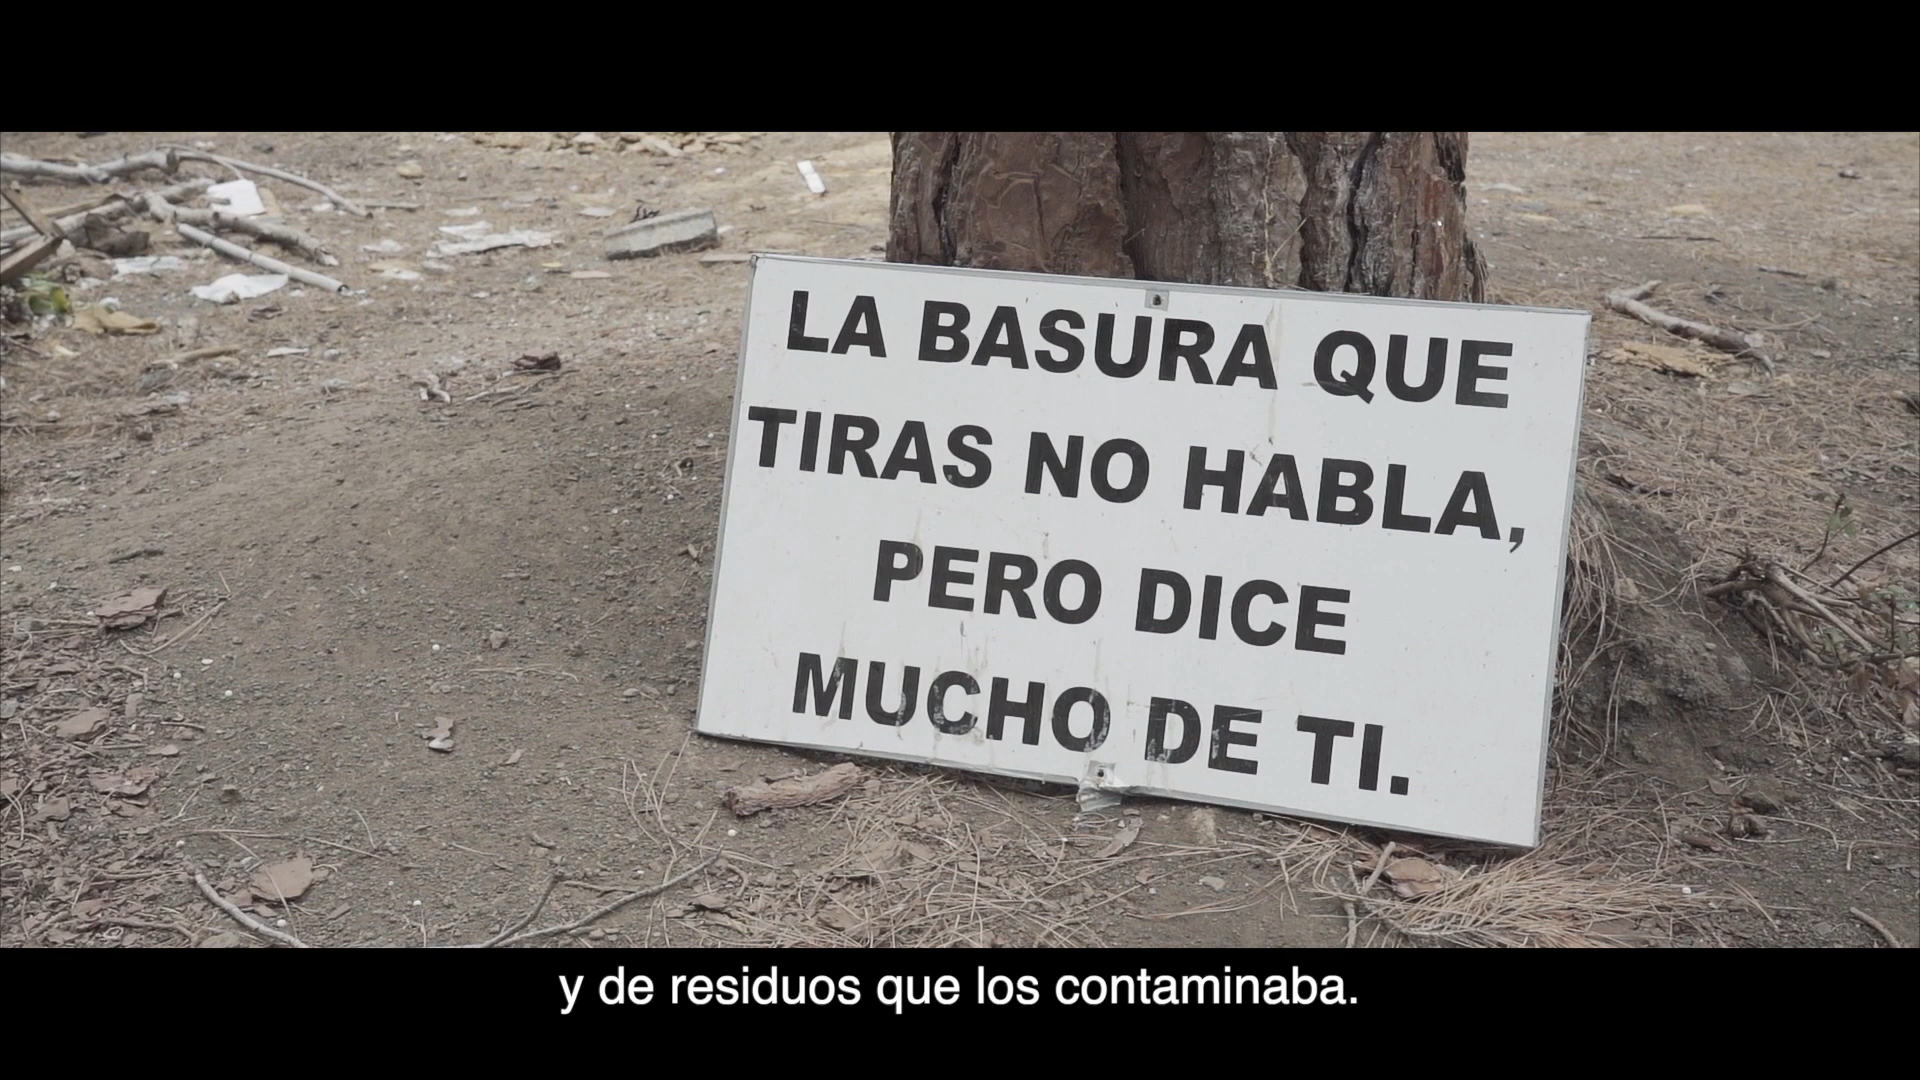 LA BASURA QUE
TIRAS NO HABLA,
PERO DICE
MUCHO DE TI.
y de residuos que los contaminaba.